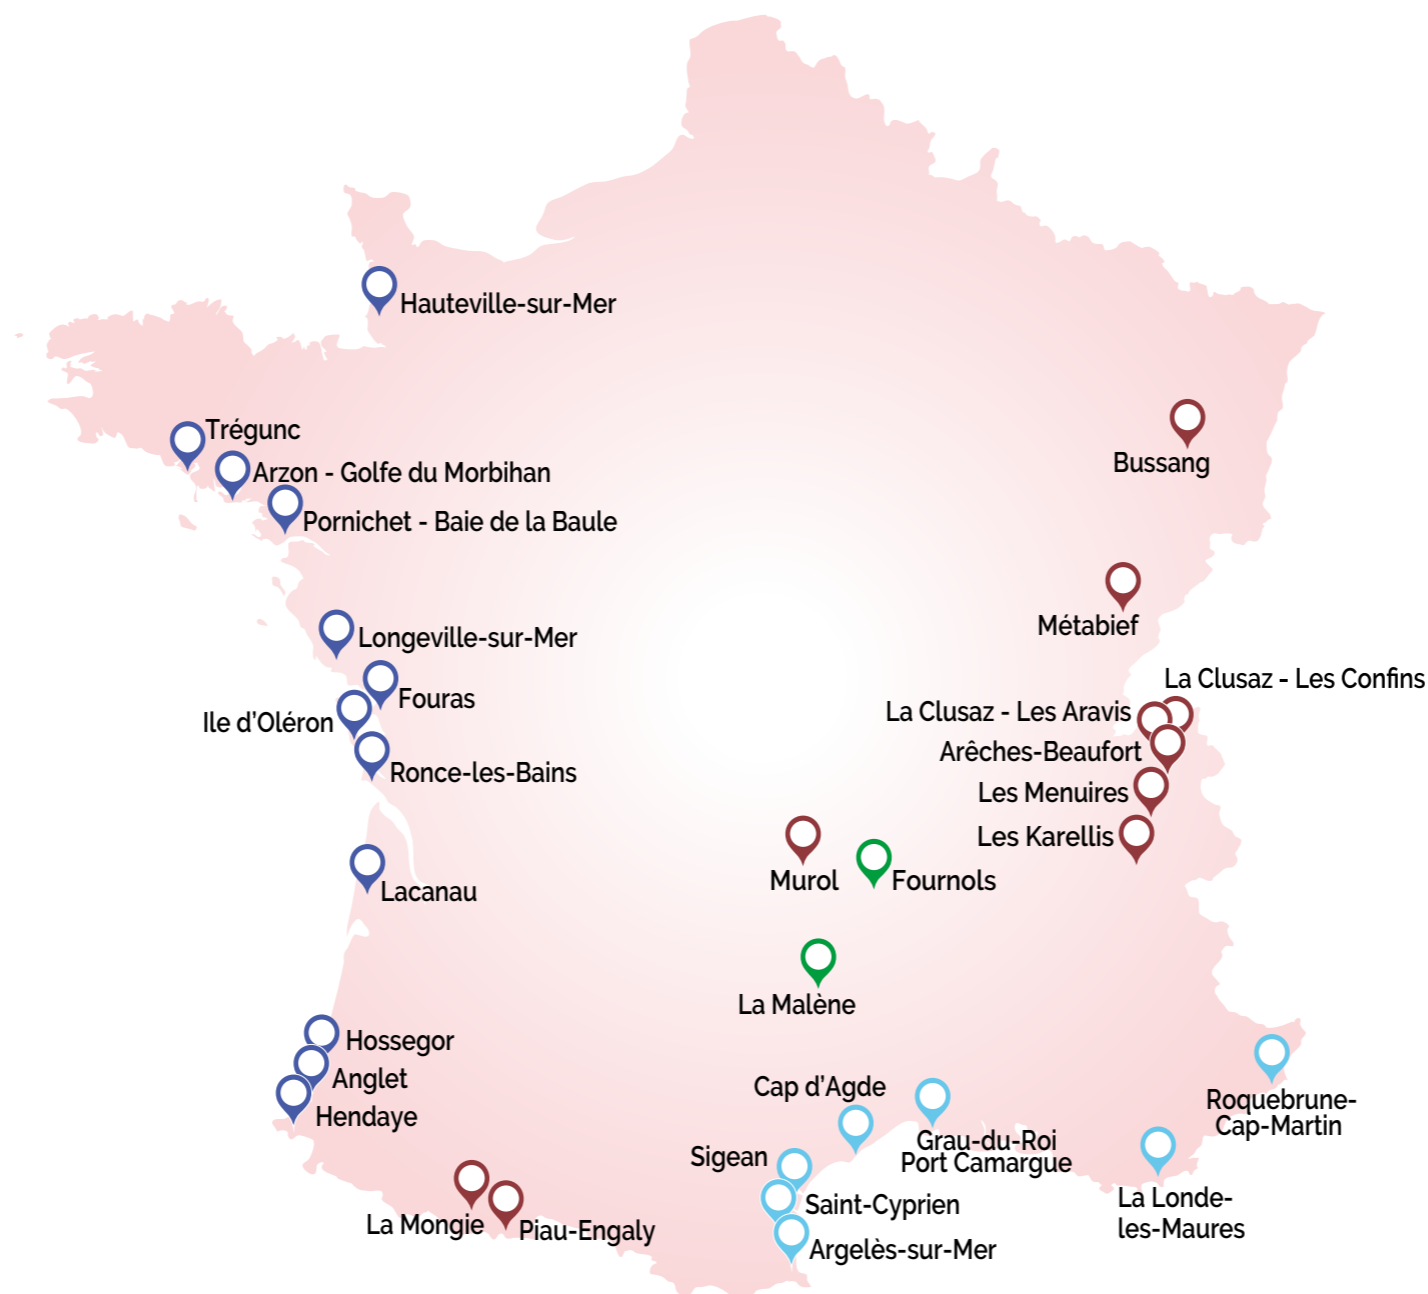 Hauteville-sur-Mer
Trégunc
Bussang
Arzon - Golfe du Morbihan
Pornichet - Baie de la Baule
Métabief
Longeville-sur-Mer
La Clusaz - Les Confins
Fouras
La Clusaz - Les Aravis
Ile d’Oléron
Arêches-Beaufort
Ronce-les-Bains
Les Menuires
Les Karellis
Murol
Fournols
Lacanau
La Malène
Hossegor
Anglet
Cap d’Agde
Roquebrune-
Cap-Martin
Hendaye
Grau-du-Roi
Port Camargue
Sigean
La Londe-
les-Maures
Saint-Cyprien
La Mongie
Piau-Engaly
Argelès-sur-Mer